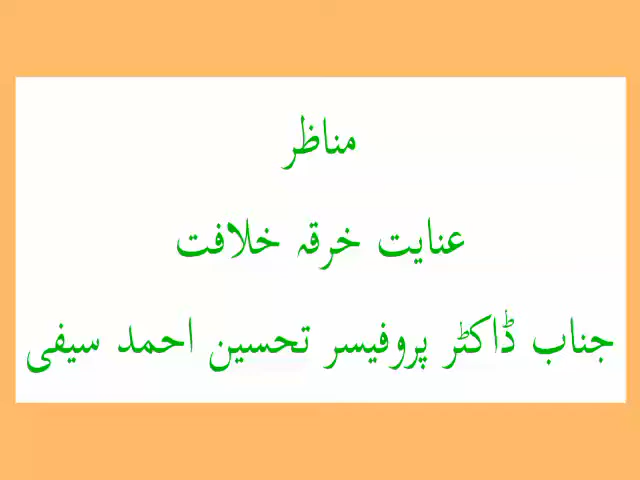 مناظر
عنایت خرقہ خلافت
جناب ڈاکٹر پروفیسر تحسین احمد سیفی